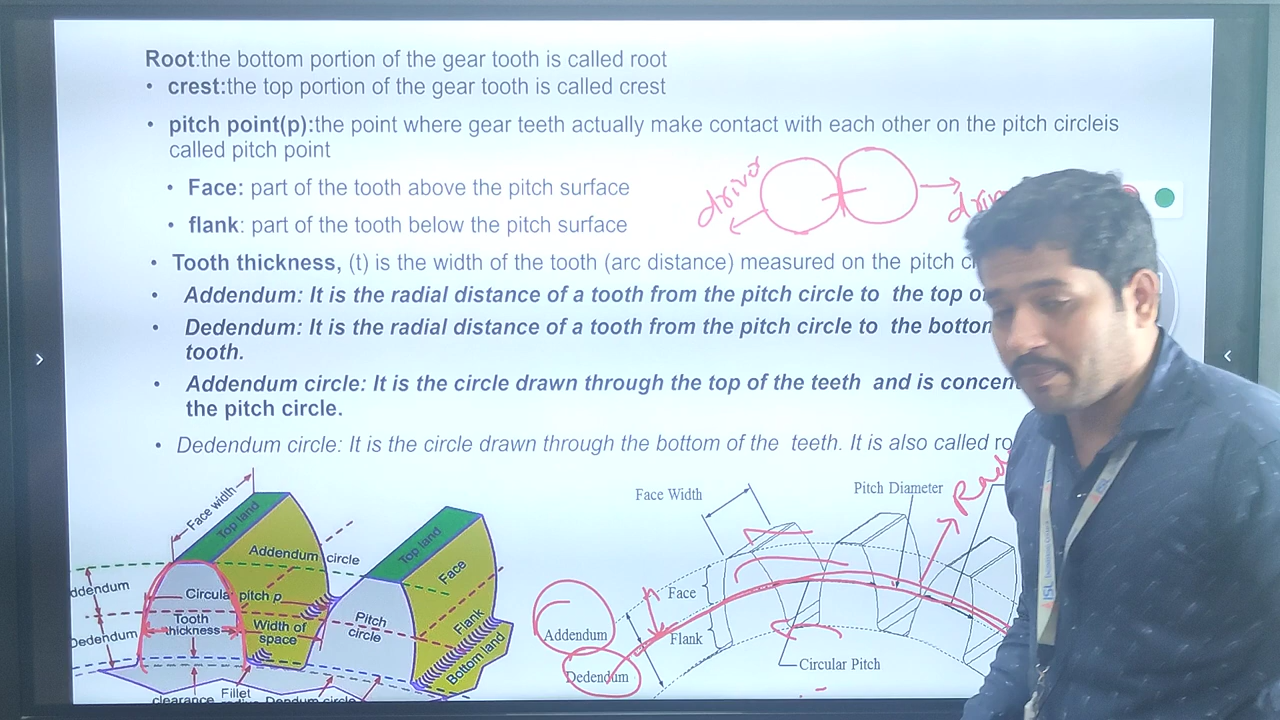 Root:the bottom portion of the gear tooth is called root
• crest:the top portion of the gear tooth is called crest
• pitch point(p):the point where gear teeth actually make contact with each other on the pitch circleis
called pitch point
• Face: part of the tooth above the pitch surface
• flank: part of the tooth below the pitch surface
driver
• Tooth thickness, (t) is the width of the tooth (arc distance) measured on the pitch
• Addendum: It is the radial distance of a tooth from the pitch circle to the top
• Dedendum: It is the radial distance of a tooth from the pitch circle to the
tooth.
• Addendum circle: It is the circle drawn through the top of the teeth and is
the pitch circle.
• Dedendum circle: It is the circle drawn through the bottom of the teeth. It is also called
Face width
Top land
Addendum circle
Circular pitch p
Dedendum
Tooth
thickness
Width of
space
clearance
Fillet
Top land
Face
Pitch
circle
Flank
Bottom land
Face Width
Pitch Diameter
Face
Flank
Addendum
Dedendum
Circular Pitch